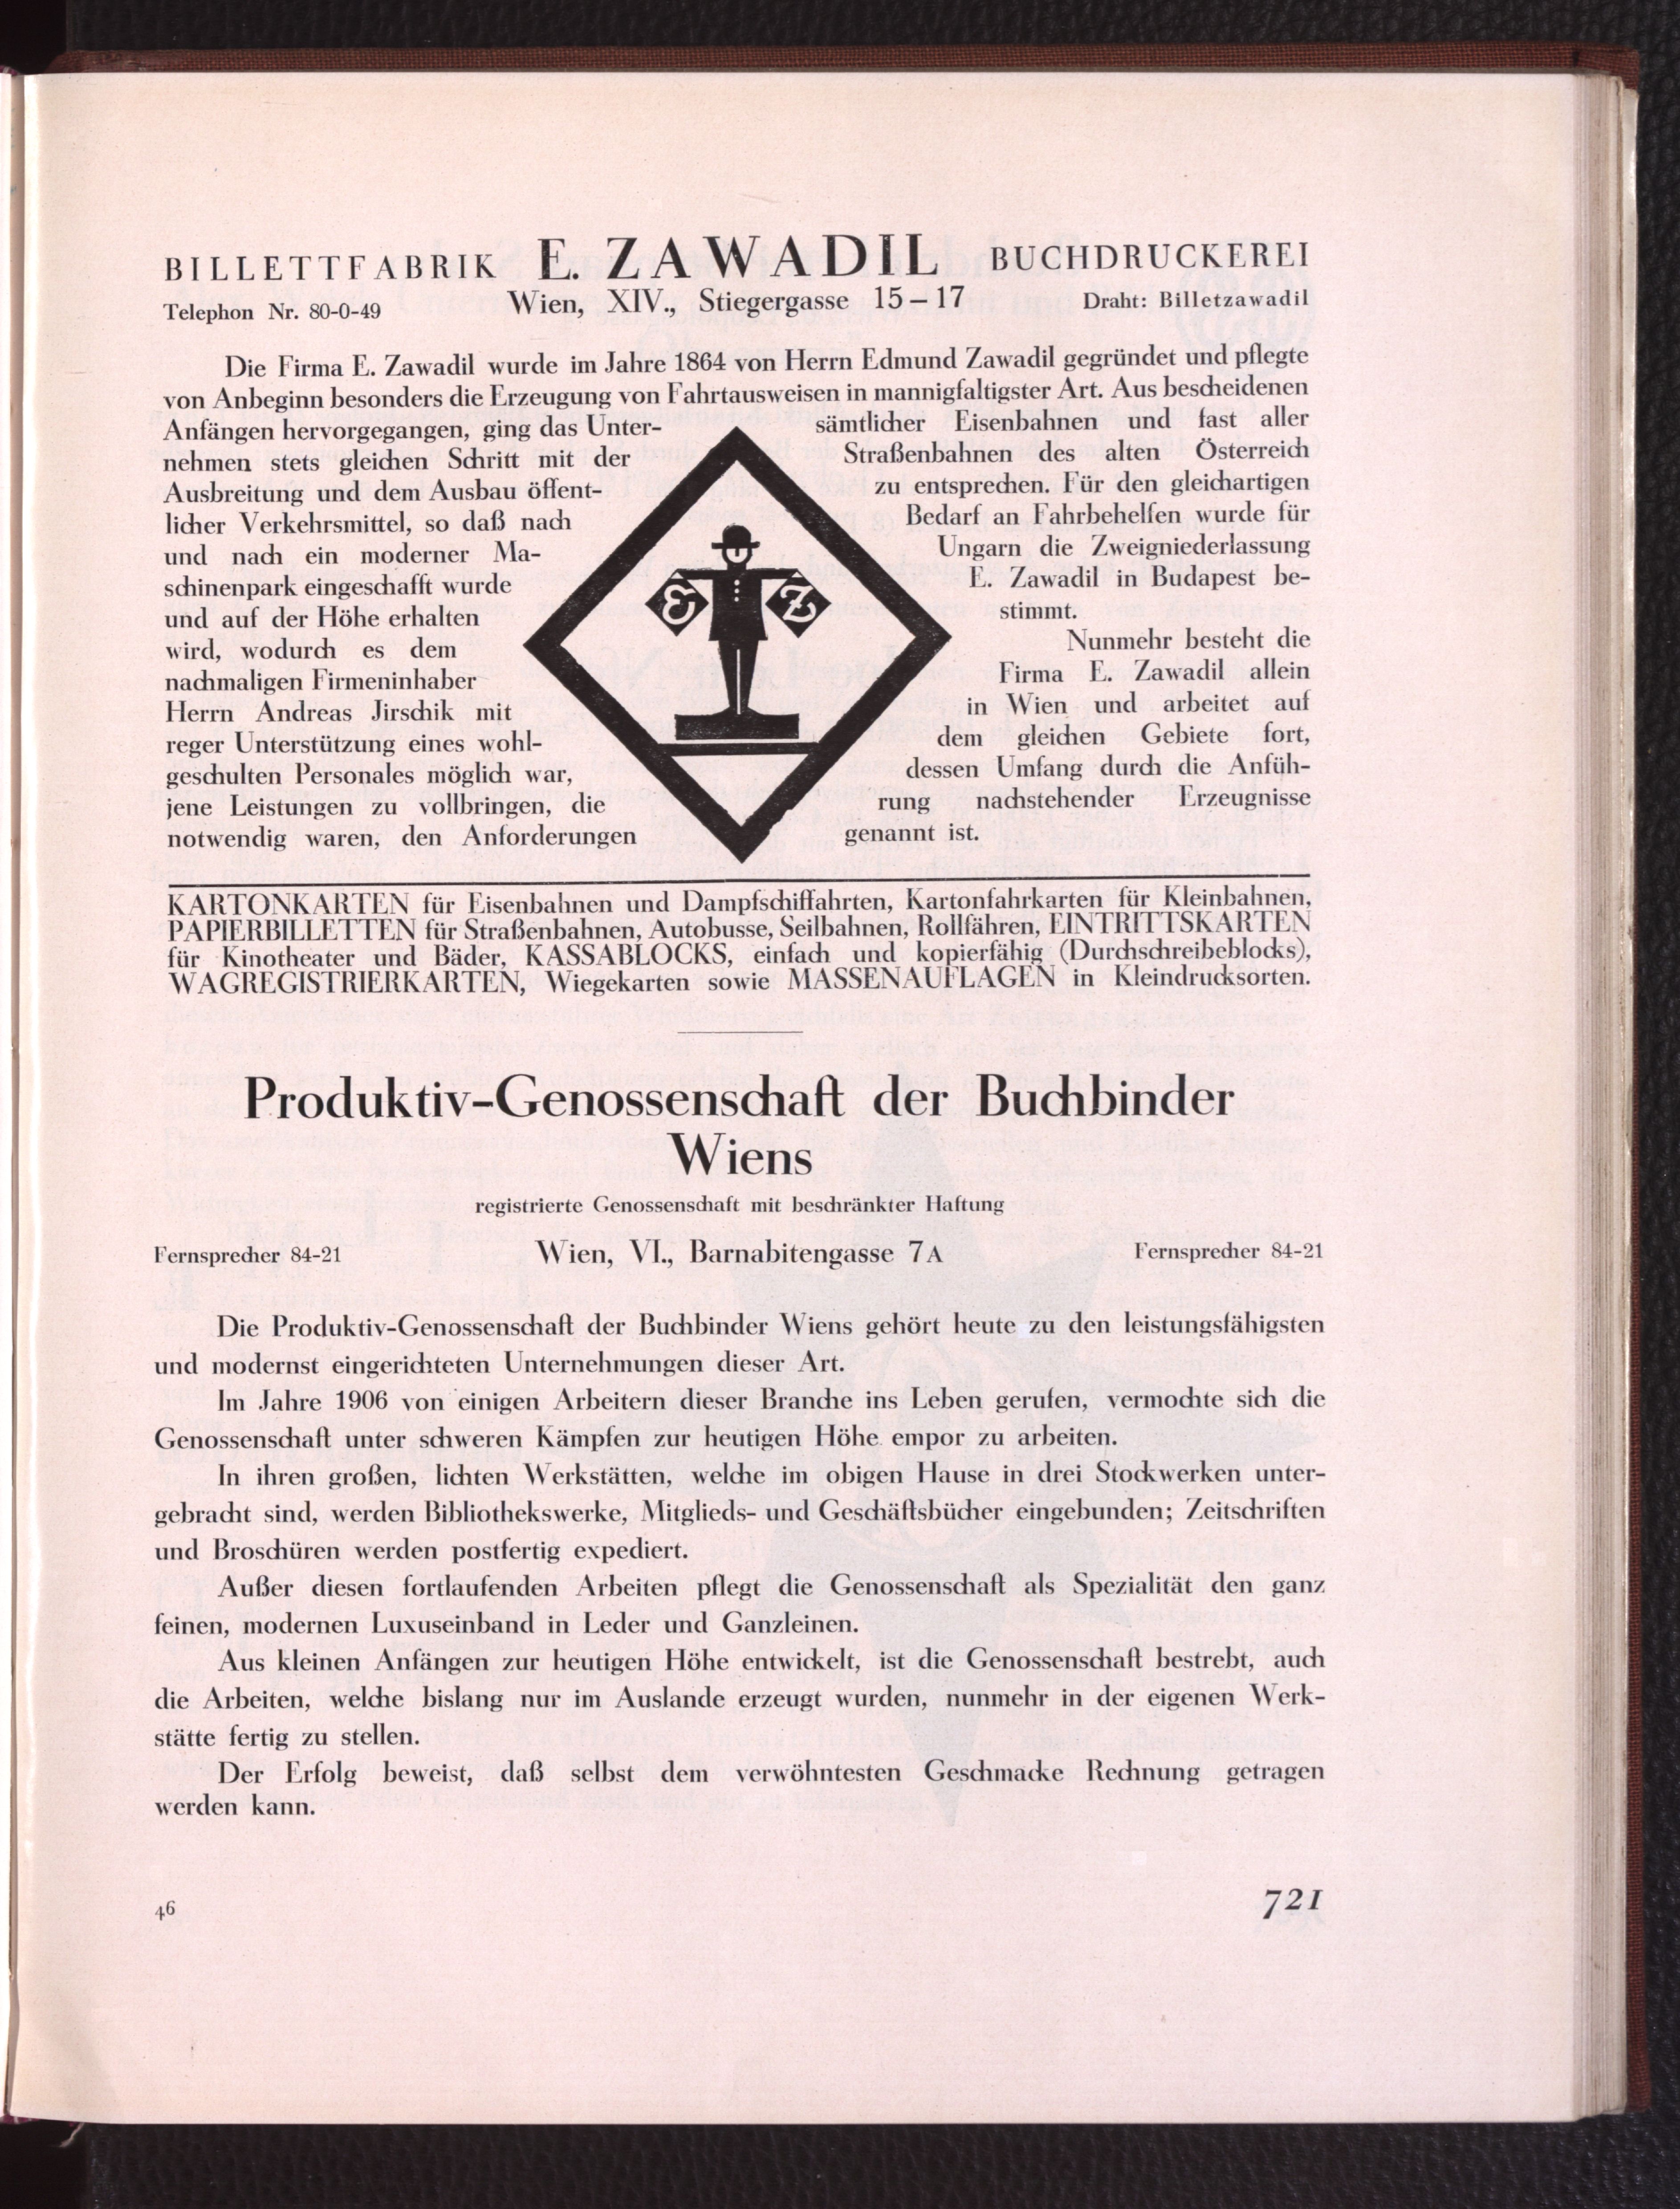 BILLETTFABRIK E. ZAWADIL BUCHDRUCKEREI
Telephon Nr. 80-0-49 Wien, XIV., Stiegergasse 15–17 Draht: Billetzawadil
Die Firma E. Zawadil wurde im Jahre 1864 von Herrn Edmund Zawadil gegründet und pflegte
von Anbeginn besonders die Erzeugung von Fahrtausweisen in mannigfaltigster Art. Aus bescheidenen
Anfängen hervorgegangen, ging das Unter-
nehmen stets gleichen Schritt mit der
Ausbreitung und dem Ausbau öffent-
licher Verkehrsmittel, so daß nach
und nach ein moderner Ma-
schinenpark eingeschafft wurde
und auf der Höhe erhalten
wird, wodurch es dem
nachmaligen Firmeninhaber
Herrn Andreas Jirschik mit
reger Unterstützung eines wohl-
geschulten Personales möglich war,
jene Leistungen zu vollbringen, die
notwendig waren, den Anforderungen
E Z
sämtlicher Eisenbahnen und fast aller
Straßenbahnen des alten Österreich
zu entsprechen. Für den gleichartigen
Bedarf an Fahrbehelfen wurde für
Ungarn die Zweigniederlassung
E. Zawadil in Budapest be-
stimmt.
Nunmehr besteht die
Firma E. Zawadil allein
in Wien und arbeitet auf
dem gleichen Gebiete fort,
dessen Umfang durch die Anfüh-
rung nachstehender Erzeugnisse
genannt ist.
KARTONKARTEN für Eisenbahnen und Dampfschiffahrten, Kartonfahrkarten für Kleinbahnen,
PAPIERBILLETTEN für Straßenbahnen, Autobusse, Seilbahnen, Rollfähren, EINTRITTSKARTEN
für Kinotheater und Bäder, KASSABLOCKS, einfach und kopierfähig (Durchschreibeblocks),
WAGREGISTRIERKARTEN, Wiegekarten sowie MASSENAUFLAGEN in Kleindrucksorten.
Produktiv-Genossenschaft der Buchbinder
Wiens
registrierte Genossenschaft mit beschränkter Haftung
Fernsprecher 84-21 Wien, VI., Barnabitengasse 7A Fernsprecher 84-21
Die Produktiv-Genossenschaft der Buchbinder Wiens gehört heute zu den leistungsfähigsten
und modernst eingerichteten Unternehmungen dieser Art.
Im Jahre 1906 von einigen Arbeitern dieser Branche ins Leben gerufen, vermochte sich die
Genossenschaft unter schweren Kämpfen zur heutigen Höhe empor zu arbeiten.
In ihren großen, lichten Werkstätten, welche im obigen Hause in drei Stockwerken unter-
gebracht sind, werden Bibliothekswerke, Mitglieds- und Geschäftsbücher eingebunden; Zeitschriften
und Broschüren werden postfertig expediert.
Außer diesen fortlaufenden Arbeiten pflegt die Genossenschaft als Spezialität den ganz
feinen, modernen Luxuseinband in Leder und Ganzleinen.
Aus kleinen Anfängen zur heutigen Höhe entwickelt, ist die Genossenschaft bestrebt, auch
die Arbeiten, welche bislang nur im Auslande erzeugt wurden, nunmehr in der eigenen Werk-
stätte fertig zu stellen.
Der Erfolg beweist, daß selbst dem verwöhntesten Geschmacke Rechnung getragen
werden kann.
46 721